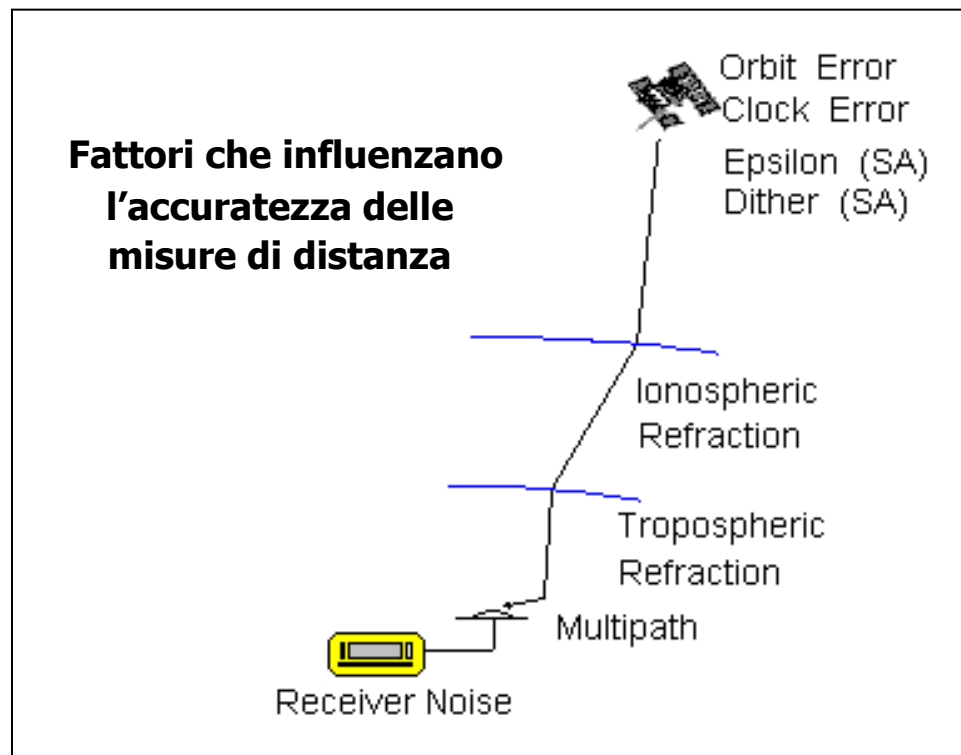 Orbit Error
Clock Error
Epsilon (SA)
Dither (SA)
Fattori che influenzano
l’accuratezza delle
misure di distanza
Ionospheric
Refraction
Tropospheric
Refraction
Multipath
Receiver Noise